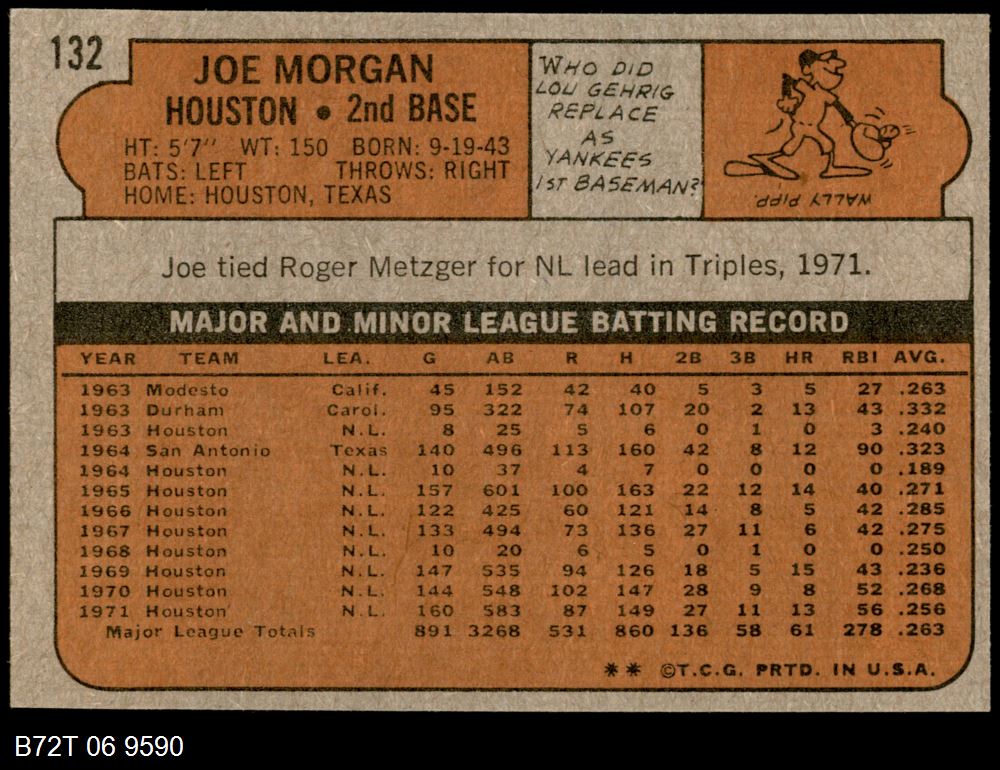 132
JOE MORGAN
HOUSTON • 2nd BASE
HT: 5'7" WT: 150 BORN: 9-19-43
BATS: LEFT THROWS: RIGHT
HOME: HOUSTON, TEXAS
WHO DID
LOU GEHRIG
REPLACE
AS
YANKEES
1ST BASEMAN?
WALLY PIPP.
Joe tied Roger Metzger for NL lead in Triples, 1971.
MAJOR AND MINOR LEAGUE BATTING RECORD
YEAR TEAM LEA. G AB R H 2B 3B HR RBI AVG.
1963 Modesto Calif. 45 152 42 40 5 3 5 27 .263
1963 Durham Carol. 95 322 74 107 20 2 13 43 .332
1963 Houston N.L. 8 25 5 6 0 1 0 3 .240
1964 San Antonio Texas 140 496 113 160 42 8 12 90 .323
1964 Houston N.L. 10 37 4 7 0 0 0 0 .189
1965 Houston N.L. 157 601 100 163 22 12 14 40 .271
1966 Houston N.L. 122 425 60 121 14 8 5 42 .285
1967 Houston N.L. 133 494 73 136 27 11 6 42 .275
1968 Houston N.L. 10 20 6 5 0 1 0 0 .250
1969 Houston N.L. 147 535 94 126 18 5 15 43 .236
1970 Houston N.L. 144 548 102 147 28 9 8 52 .268
1971 Houston N.L. 160 583 87 149 27 11 13 56 .256
Major League Totals 891 3268 531 860 136 58 61 278 .263
** ©T.C.G. PRTD. IN U.S.A.
B72T 06 9590